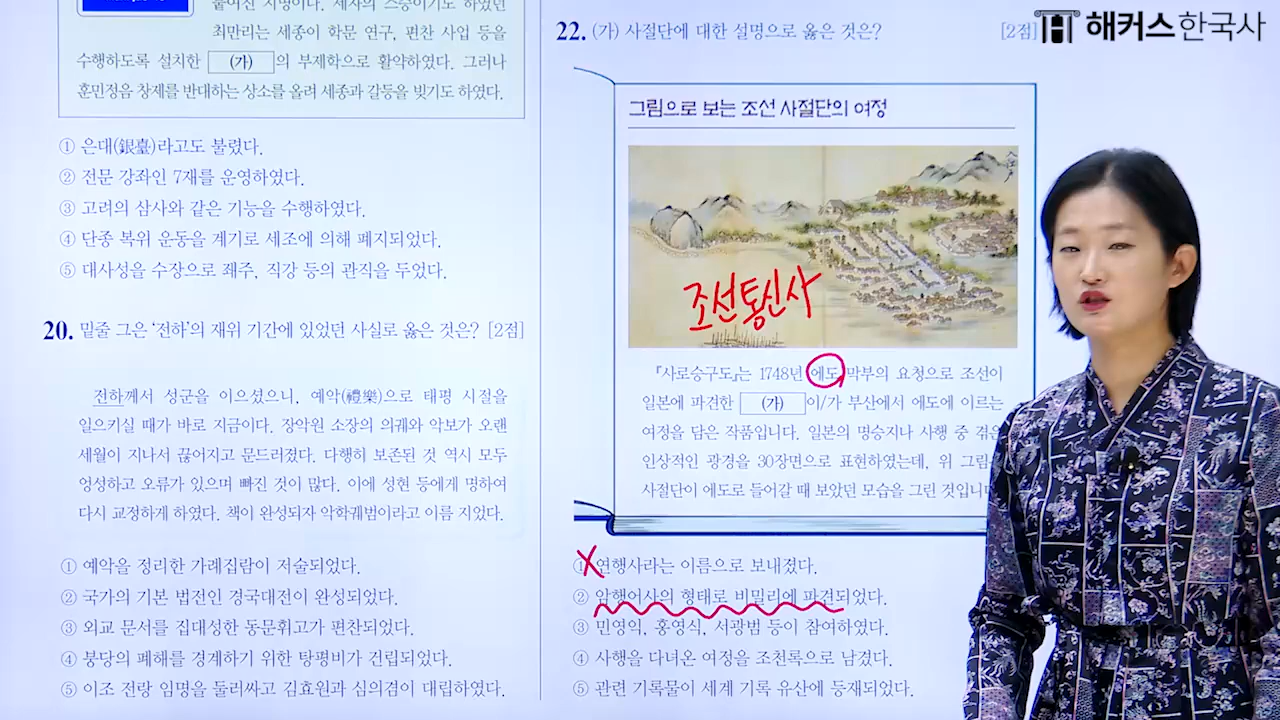 붙여진 지명이다. 세자의 스승이기도 하였던
최만리는 세종이 학문 연구, 편찬 사업 등을
수행하도록 설치한 (가) 의 부제학으로 활약하였다. 그러나
훈민정음 창제를 반대하는 상소를 올려 세종과 갈등을 빚기도 하였다.
① 은대(銀臺)라고도 불렸다.
② 전문 강좌인 7재를 운영하였다.
③ 고려의 삼사와 같은 기능을 수행하였다.
④ 단종 복위 운동을 계기로 세조에 의해 폐지되었다.
⑤ 대사성을 수장으로 좨주, 직강 등의 관직을 두었다.
20. 밑줄 그은 '전하'의 재위 기간에 있었던 사실로 옳은 것은? [2점]
전하께서 성군을 이으셨으니, 예악(禮樂)으로 태평 시절을
일으키실 때가 바로 지금이다. 장악원 소장의 의궤와 악보가 오랜
세월이 지나서 끊어지고 문드러졌다. 다행히 보존된 것 역시 모두
엉성하고 오류가 있으며 빠진 것이 많다. 이에 성현 등에게 명하여
다시 교정하게 하였다. 책이 완성되자 악학궤범이라고 이름 지었다.
① 예악을 정리한 가례집람이 저술되었다.
② 국가의 기본 법전인 경국대전이 완성되었다.
③ 외교 문서를 집대성한 동문휘고가 편찬되었다.
④ 붕당의 폐해를 경계하기 위한 탕평비가 건립되었다.
⑤ 이조 전랑 임명을 둘러싸고 김효원과 심의겸이 대립하였다.
22. (가) 사절단에 대한 설명으로 옳은 것은? [2점]
해커스한국사
그림으로 보는 조선 사절단의 여정
조선통신사
『사로승구도』는 1748년 에도 막부의 요청으로 조선이
일본에 파견한 (가) 이/가 부산에서 에도에 이르는
여정을 담은 작품입니다. 일본의 명승지나 사행 중 겪은
인상적인 광경을 30장면으로 표현하였는데, 위 그림은
사절단이 에도로 들어갈 때 보았던 모습을 그린 것입니다
① 연행사라는 이름으로 보내졌다.
② 암행어사의 형태로 비밀리에 파견되었다.
③ 민영익, 홍영식, 서광범 등이 참여하였다.
④ 사행을 다녀온 여정을 조천록으로 남겼다.
⑤ 관련 기록물이 세계 기록 유산에 등재되었다.